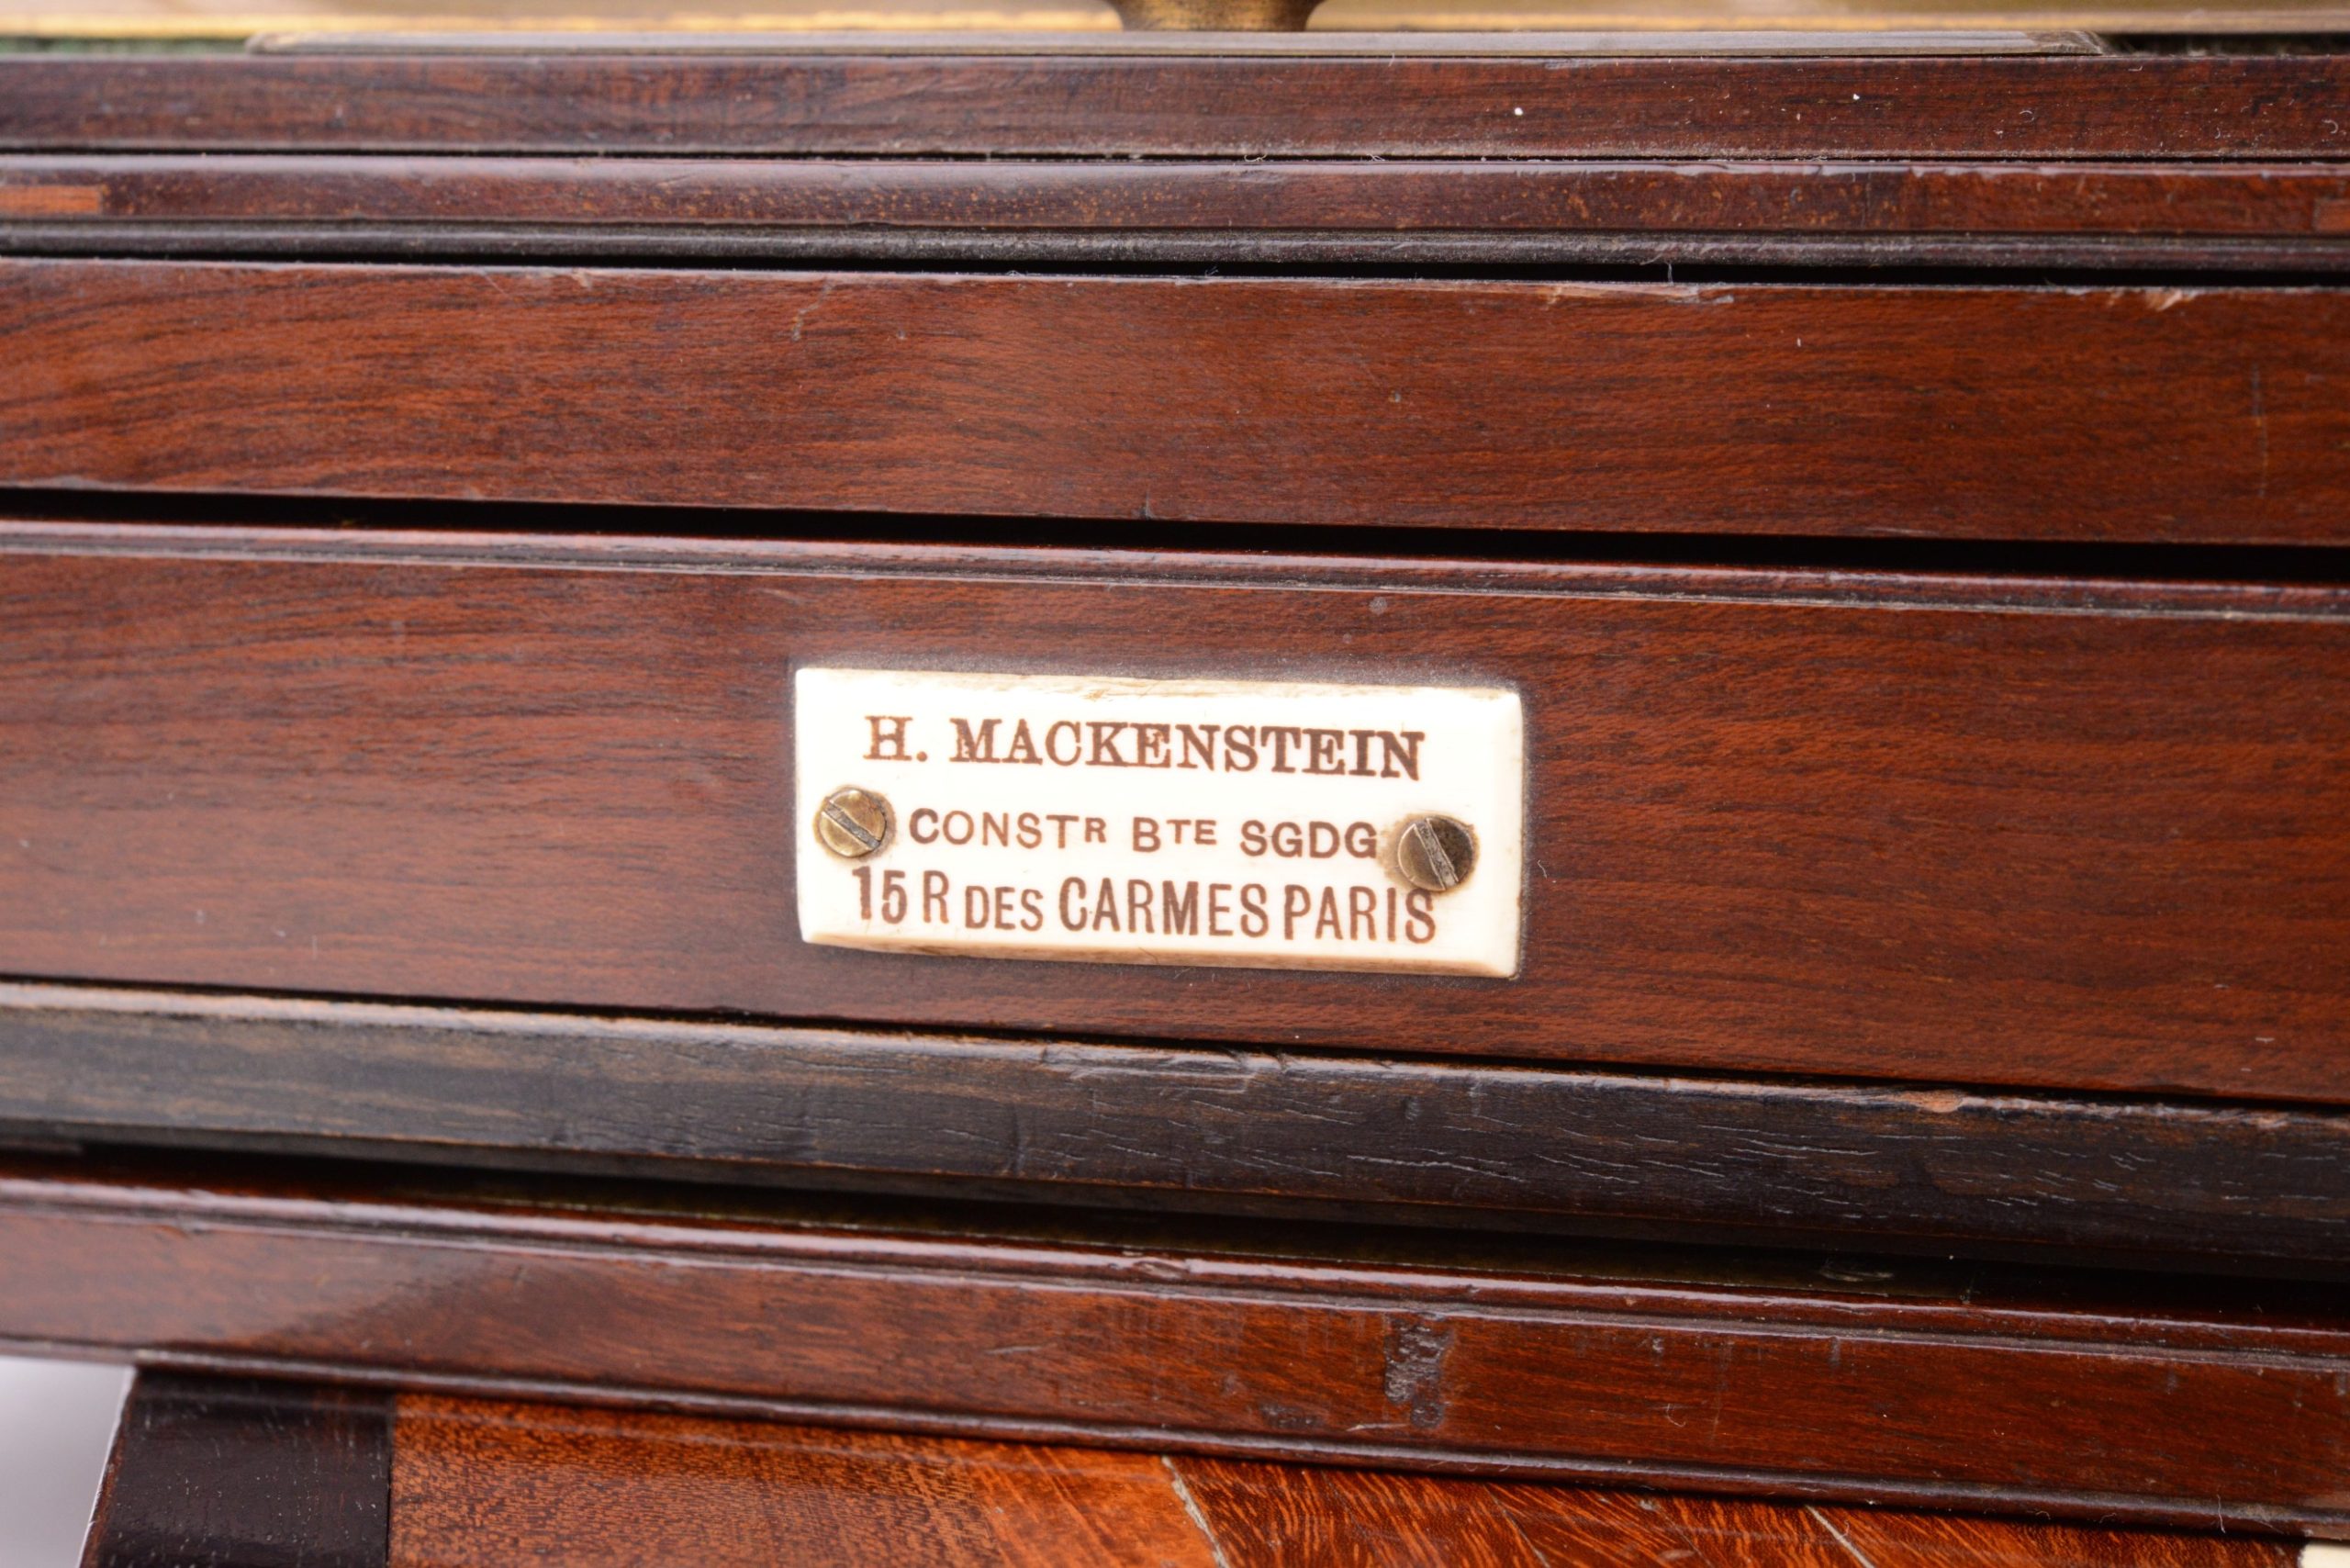 H. MACKENSTEIN
CONSTR BTE SGDG
15 R DES CARMES PARIS